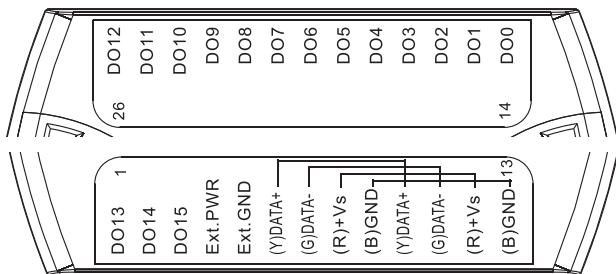 DO12
DO11
DO10
DO9
DO8
DO7
DO6
DO5
DO4
DO3
DO2
DO1
DO0
26
14
1
13
DO13
DO14
DO15
Ext.PWR
Ext.GND
(Y)DATA+
(G)DATA-
(R)+Vs
(B)GND
(Y)DATA+
(G)DATA-
(R)+Vs
(B)GND